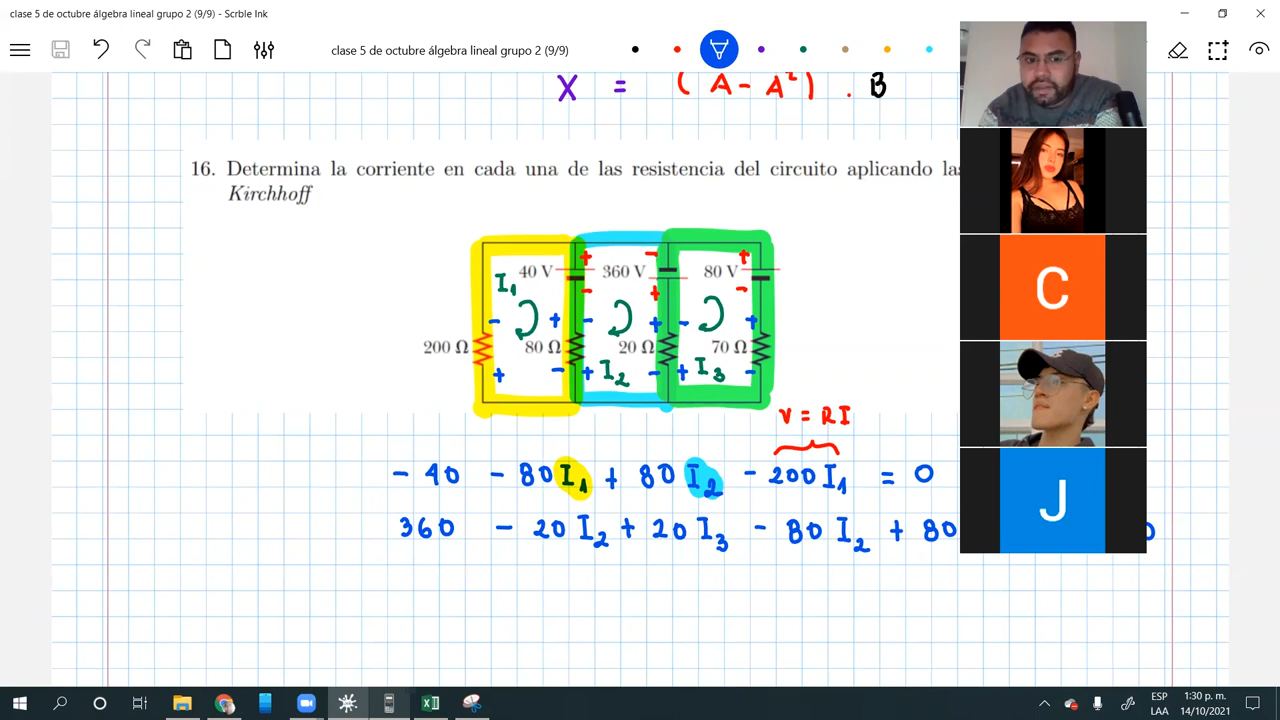 clase 5 de octubre álgebra lineal grupo 2 (9/9) - Scrble Ink
clase 5 de octubre álgebra lineal grupo 2 (9/9)
X = (A - A²) . B
16. Determina la corriente en cada una de las resistencia del circuito aplicando las
Kirchhoff
40 V 360 V 80 V
+ - +
- + -
I₁
- + - + - +
200 Ω 80 Ω 20 Ω 70 Ω
+ - + I₂ - + I₃ -
V = RI
- 40 - 80 I₁ + 80 I₂ - 200 I₁ = 0
360 - 20 I₂ + 20 I₃ - 80 I₂ + 80 0
C
J
ESP
LAA
1:30 p. m.
14/10/2021